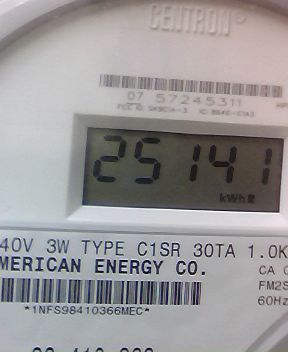 CENTRON®
07 57245311
25141
kWh
40V 3W TYPE C1SR 30TA 1.0K
MERICAN ENERGY CO.
CA 0
FM2S
60Hz
*1NFS98410366MEC*